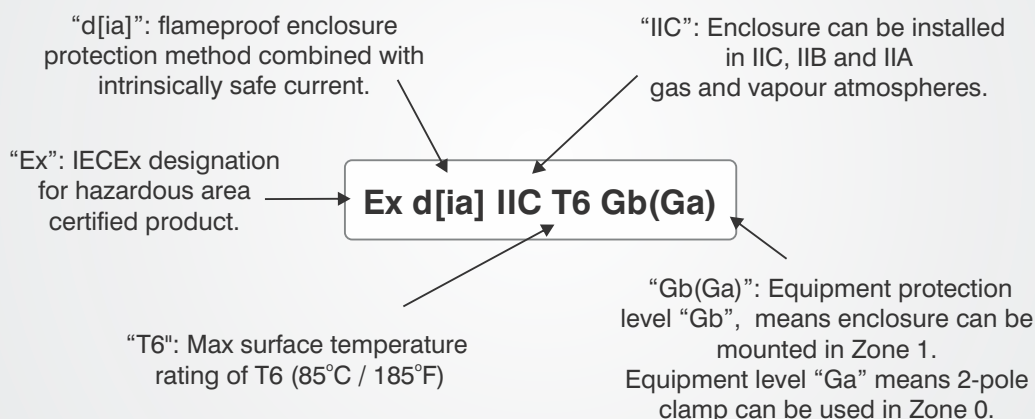 “d[ia]”: flameproof enclosure
protection method combined with
intrinsically safe current.
“IIC”: Enclosure can be installed
in IIC, IIB and IIA
gas and vapour atmospheres.
“Ex”: IECEx designation
for hazardous area
certified product.
Ex d[ia] IIC T6 Gb(Ga)
“T6": Max surface temperature
rating of T6 (85°C / 185°F)
“Gb(Ga)”: Equipment protection
level “Gb”, means enclosure can be
mounted in Zone 1.
Equipment level “Ga” means 2-pole
clamp can be used in Zone 0.